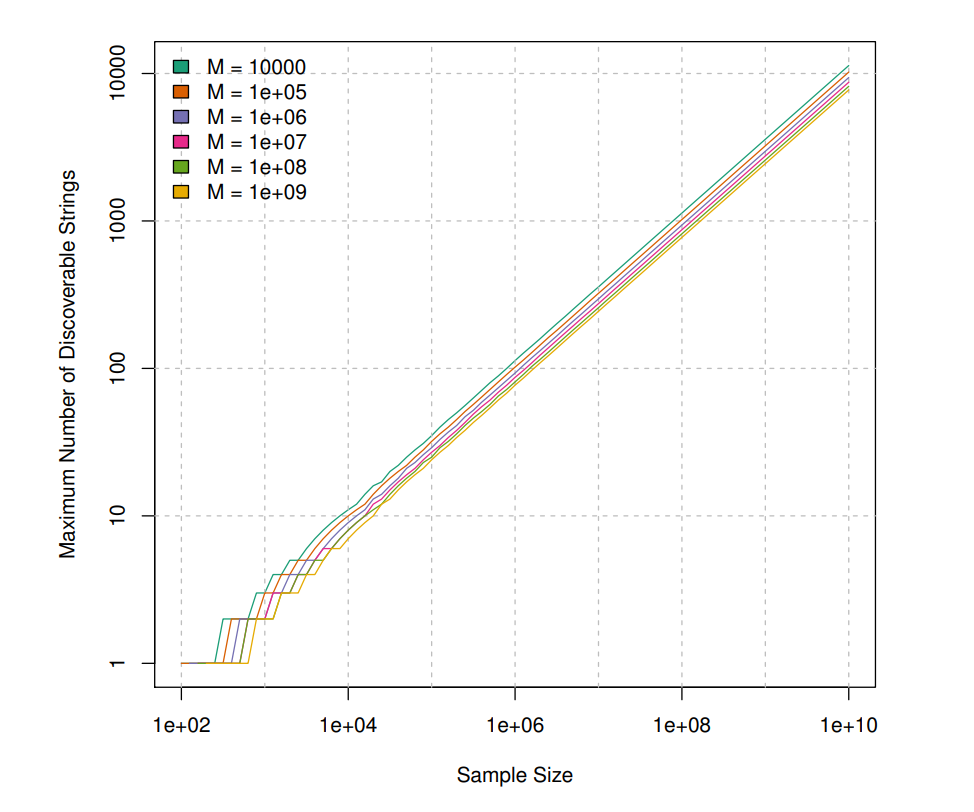 M = 10000
M = 1e+05
M = 1e+06
M = 1e+07
M = 1e+08
M = 1e+09
Maximum Number of Discoverable Strings
10000
1000
100
10
1
1e+02 1e+04 1e+06 1e+08 1e+10
Sample Size